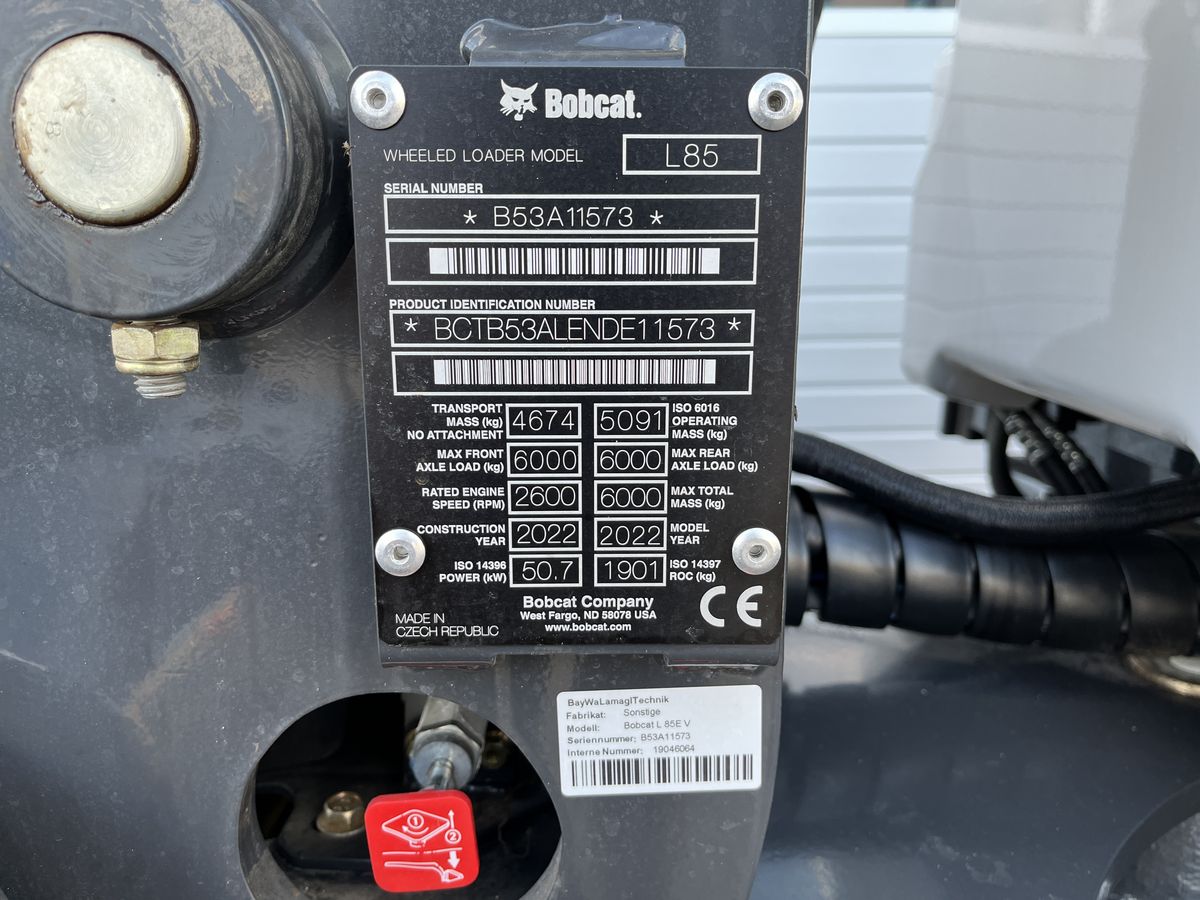 Bobcat.
WHEELED LOADER MODEL L85
SERIAL NUMBER
* B53A11573 *
PRODUCT IDENTIFICATION NUMBER
* BCTB53ALENDE11573 *
TRANSPORT MASS (kg) NO ATTACHMENT 4674 5091 ISO 6016 OPERATING MASS (kg)
MAX FRONT AXLE LOAD (kg) 6000 6000 MAX REAR AXLE LOAD (kg)
RATED ENGINE SPEED (RPM) 2600 6000 MAX TOTAL MASS (kg)
CONSTRUCTION YEAR 2022 2022 MODEL YEAR
ISO 14396 POWER (kW) 50.7 1901 ISO 14397 ROC (kg)
Bobcat Company
West Fargo, ND 58078 USA
www.bobcat.com
MADE IN
CZECH REPUBLIC
CE
BayWaLamaglTechnik
Fabrikat: Sonstige
Modell: Bobcat L 85E V
Seriennummer: B53A11573
Interne Nummer: 19046064
1
2
8